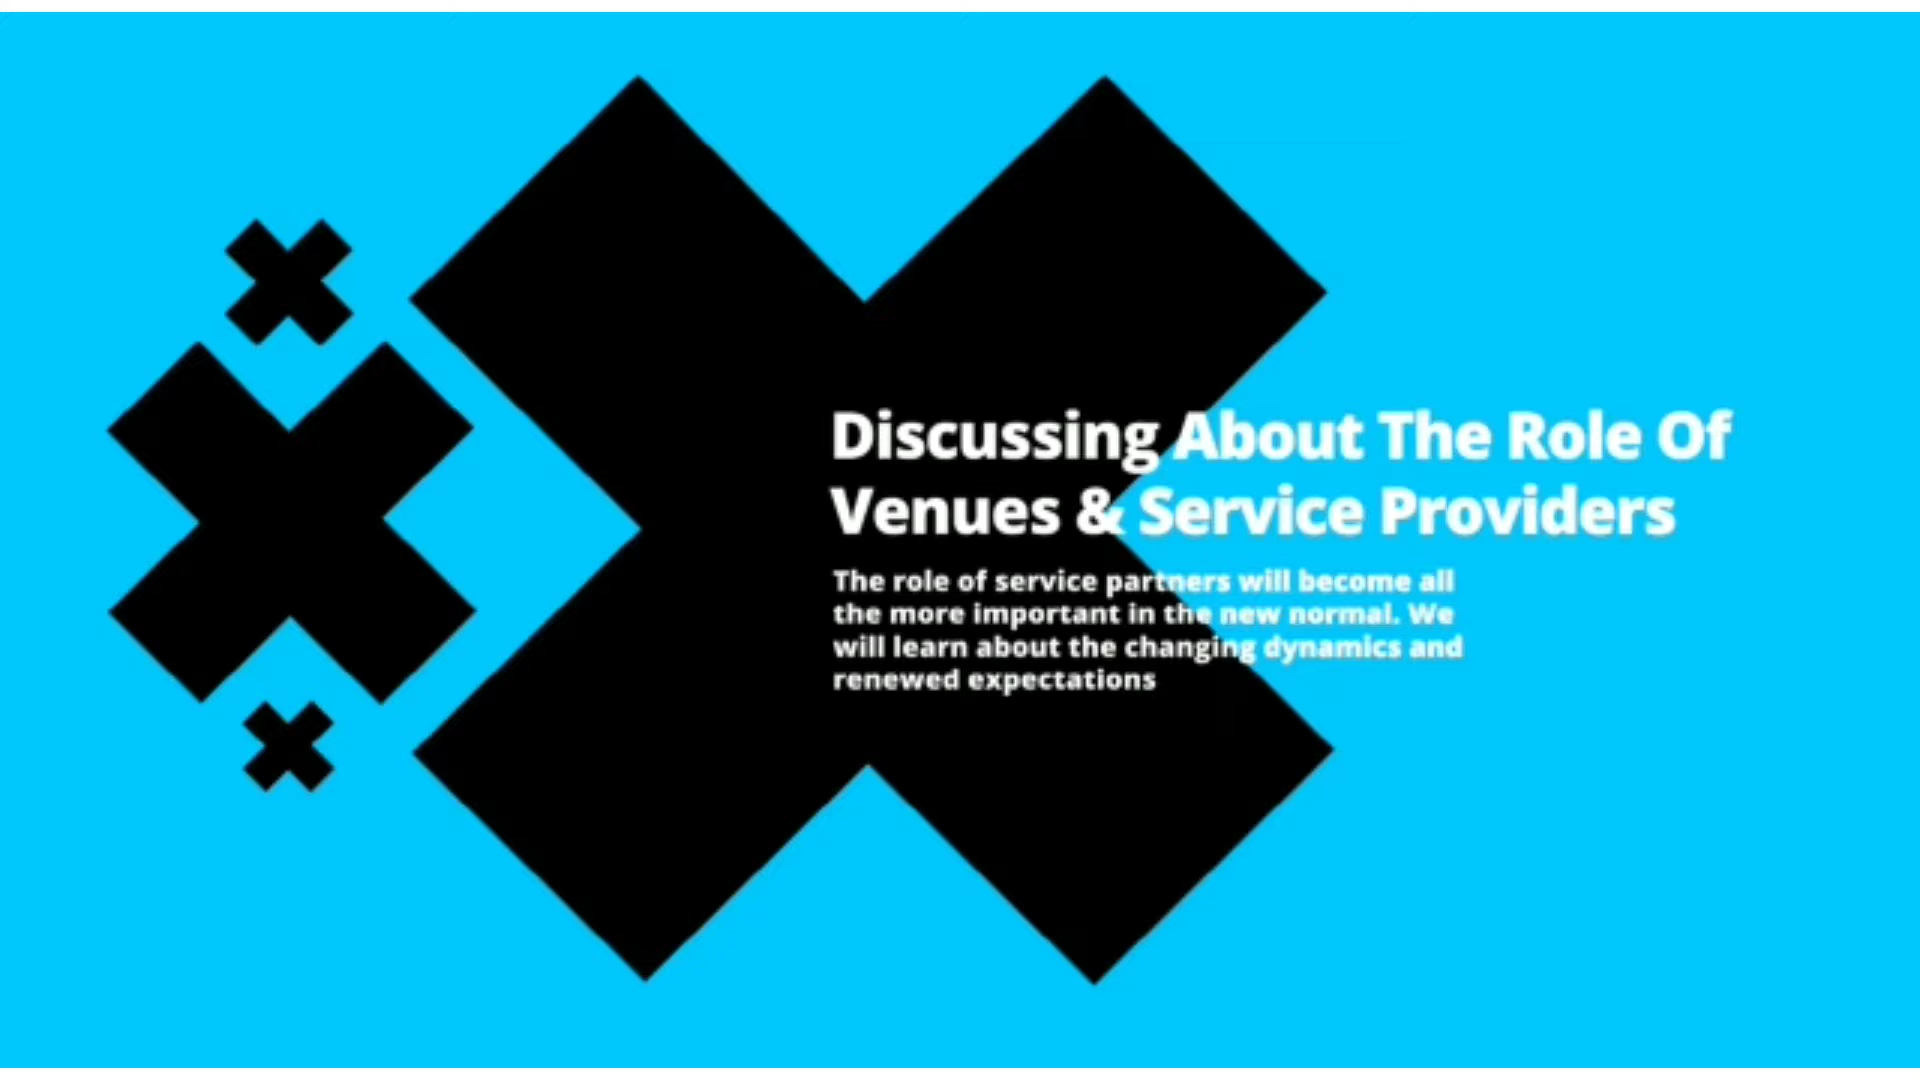 Discussing About The Role Of
Venues & Service Providers
The role of service partners will become all
the more important in the new normal. We
will learn about the changing dynamics and
renewed expectations